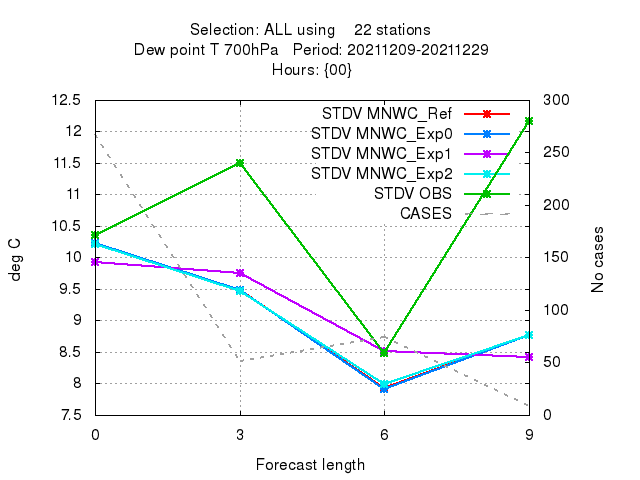 Selection: ALL using    22 stations
Dew point T 700hPa   Period: 20211209-20211229
Hours: {00}
12.5
12
11.5
11
10.5
10
9.5
9
8.5
8
7.5
300
250
200
150
100
50
0
deg C
No cases
STDV MNWC_Ref
STDV MNWC_Exp0
STDV MNWC_Exp1
STDV MNWC_Exp2
STDV OBS
CASES
0 3 6 9
Forecast length